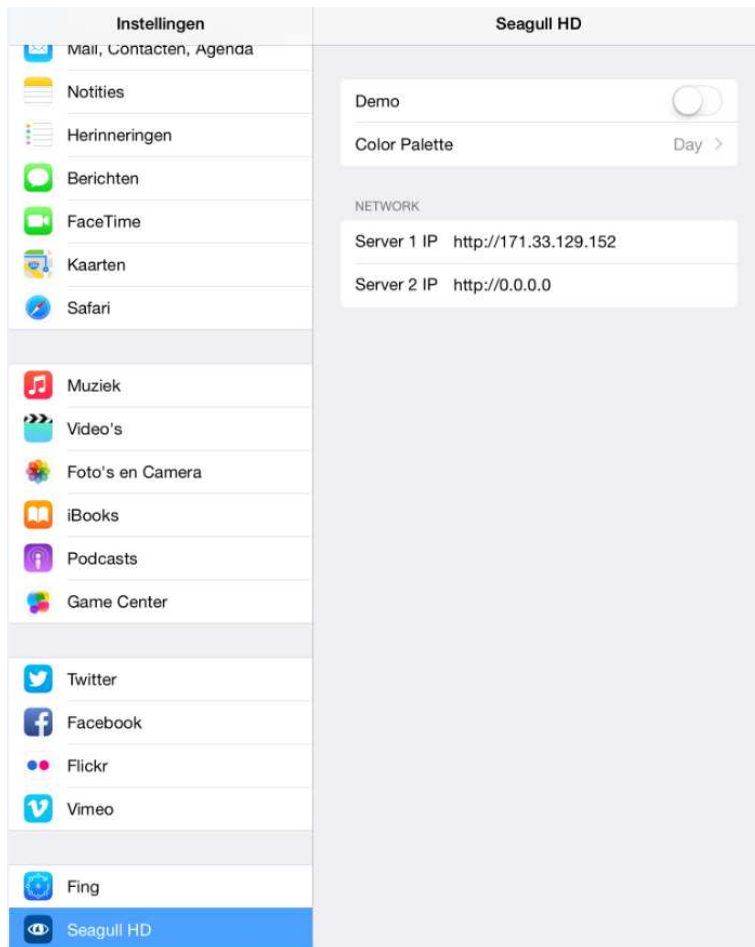 Instellingen
Mail, Contacten, Agenda
Notities
Herinneringen
Berichten
FaceTime
Kaarten
Safari
Muziek
Video's
Foto's en Camera
iBooks
Podcasts
Game Center
Twitter
Facebook
Flickr
Vimeo
Fing
Seagull HD
Seagull HD
Demo
Color Palette Day >
NETWORK
Server 1 IP http://171.33.129.152
Server 2 IP http://0.0.0.0